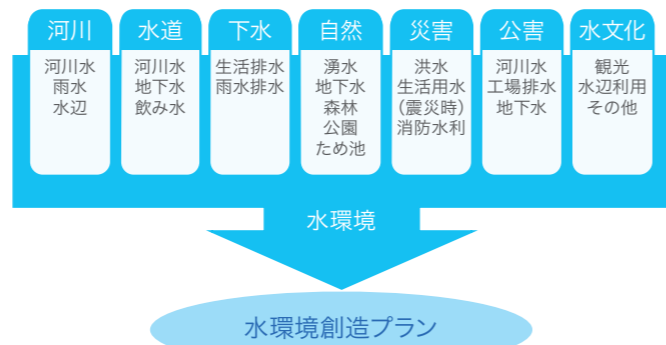 河川
河川水
雨水
水辺
水道
河川水
地下水
飲み水
下水
生活排水
雨水排水
自然
湧水
地下水
森林
公園
ため池
災害
洪水
生活用水
(震災時)
消防水利
公害
河川水
工場排水
地下水
水文化
観光
水辺利用
その他
水環境
水環境創造プラン